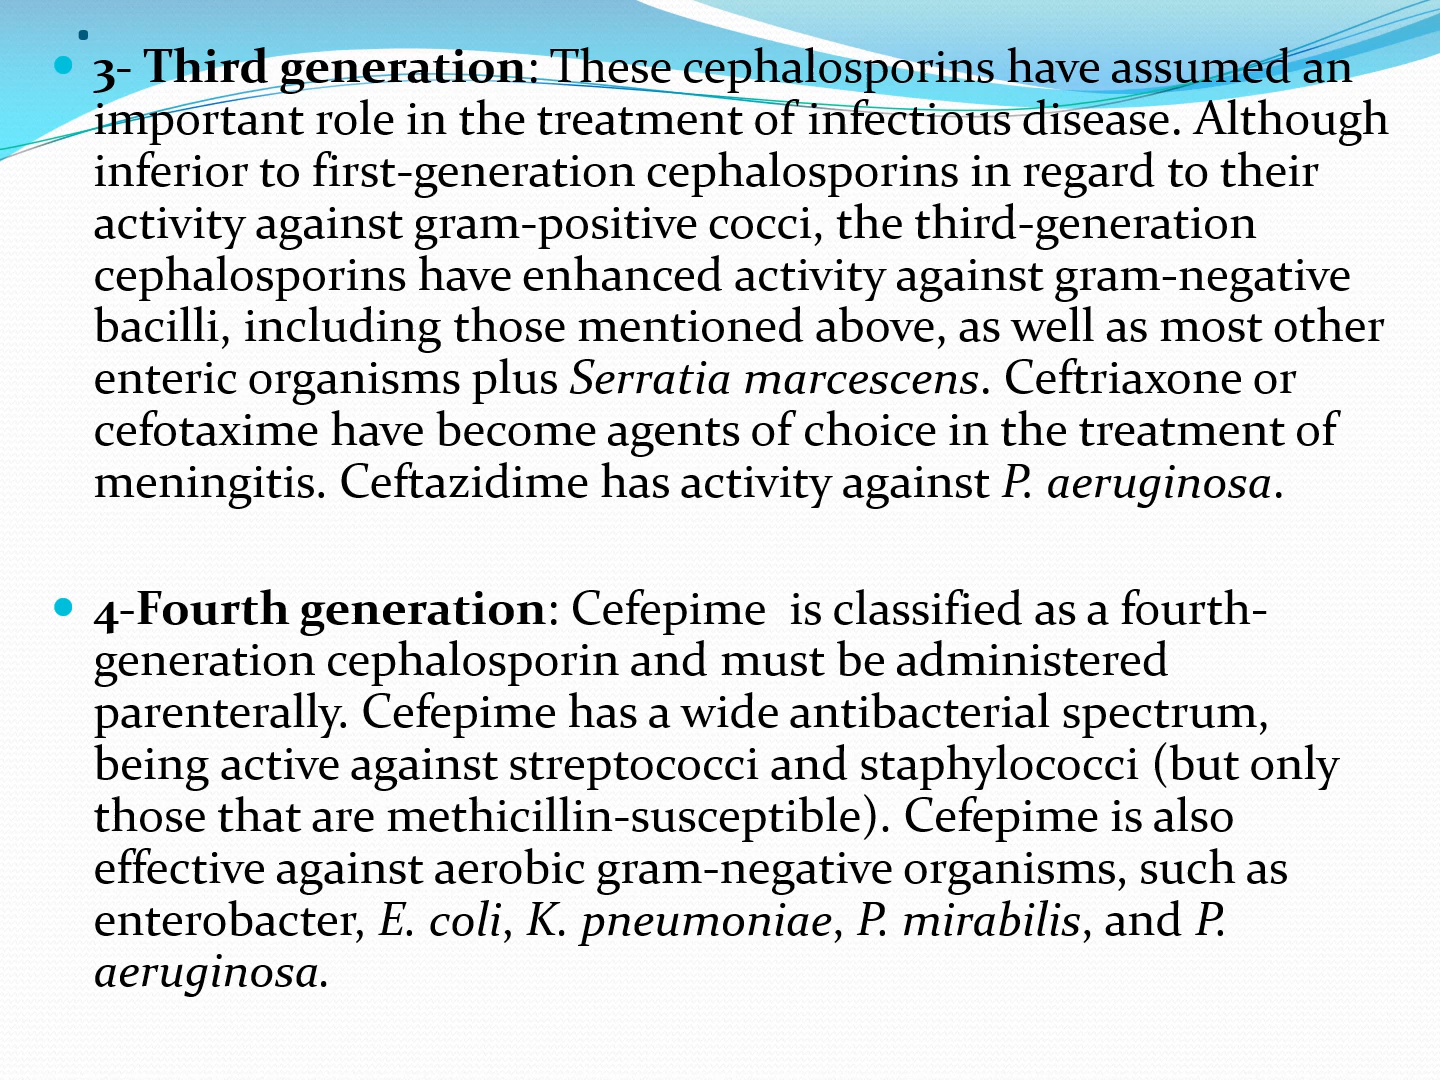 .
• 3- Third generation: These cephalosporins have assumed an
important role in the treatment of infectious disease. Although
inferior to first-generation cephalosporins in regard to their
activity against gram-positive cocci, the third-generation
cephalosporins have enhanced activity against gram-negative
bacilli, including those mentioned above, as well as most other
enteric organisms plus Serratia marcescens. Ceftriaxone or
cefotaxime have become agents of choice in the treatment of
meningitis. Ceftazidime has activity against P. aeruginosa.
• 4-Fourth generation: Cefepime is classified as a fourth-
generation cephalosporin and must be administered
parenterally. Cefepime has a wide antibacterial spectrum,
being active against streptococci and staphylococci (but only
those that are methicillin-susceptible). Cefepime is also
effective against aerobic gram-negative organisms, such as
enterobacter, E. coli, K. pneumoniae, P. mirabilis, and P.
aeruginosa.